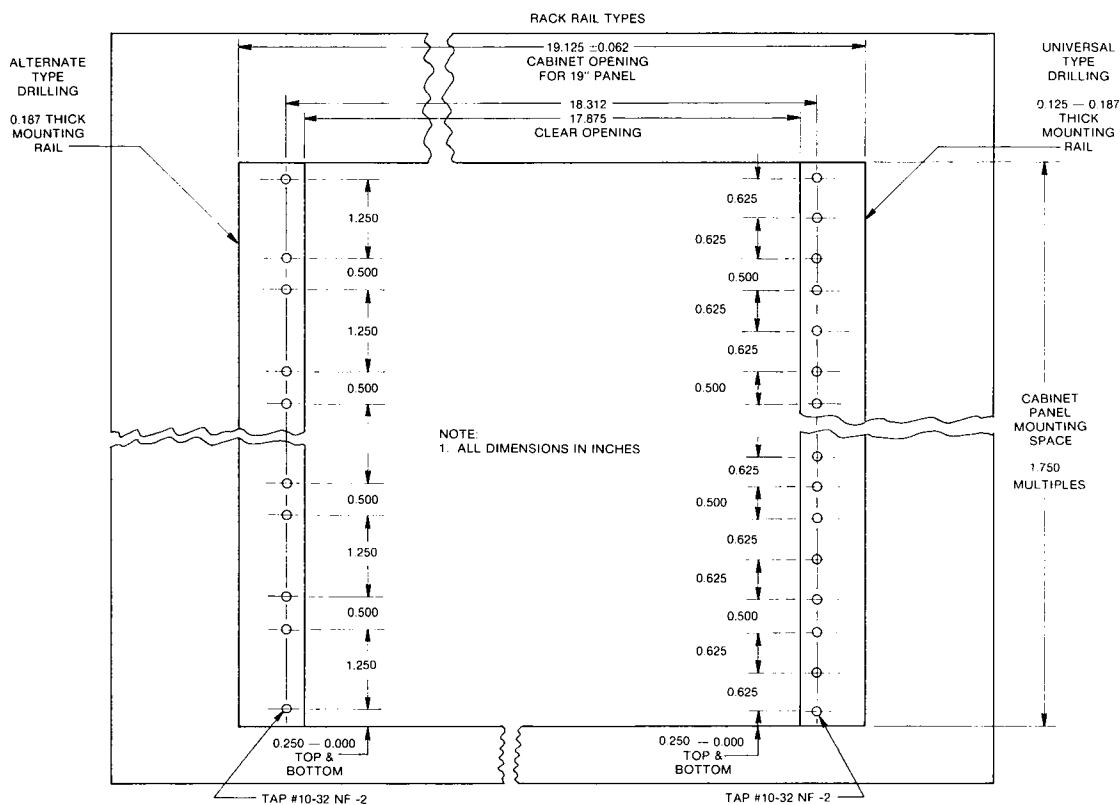 RACK RAIL TYPES
19.125 ±0.062
CABINET OPENING
FOR 19" PANEL
ALTERNATE
TYPE
DRILLING
0.187 THICK
MOUNTING
RAIL
UNIVERSAL
TYPE
DRILLING
0.125 — 0.187
THICK
MOUNTING
RAIL
18.312
17.875
CLEAR OPENING
1.250
0.500
1.250
0.500
0.500
1.250
0.500
1.250
0.250 — 0.000
TOP &
BOTTOM
TAP #10-32 NF -2
NOTE:
1. ALL DIMENSIONS IN INCHES
0.625
0.625
0.500
0.625
0.625
0.500
0.625
0.500
0.625
0.625
0.500
0.625
0.625
0.250 — 0.000
TOP &
BOTTOM
TAP #10-32 NF -2
CABINET
PANEL
MOUNTING
SPACE
1.750
MULTIPLES